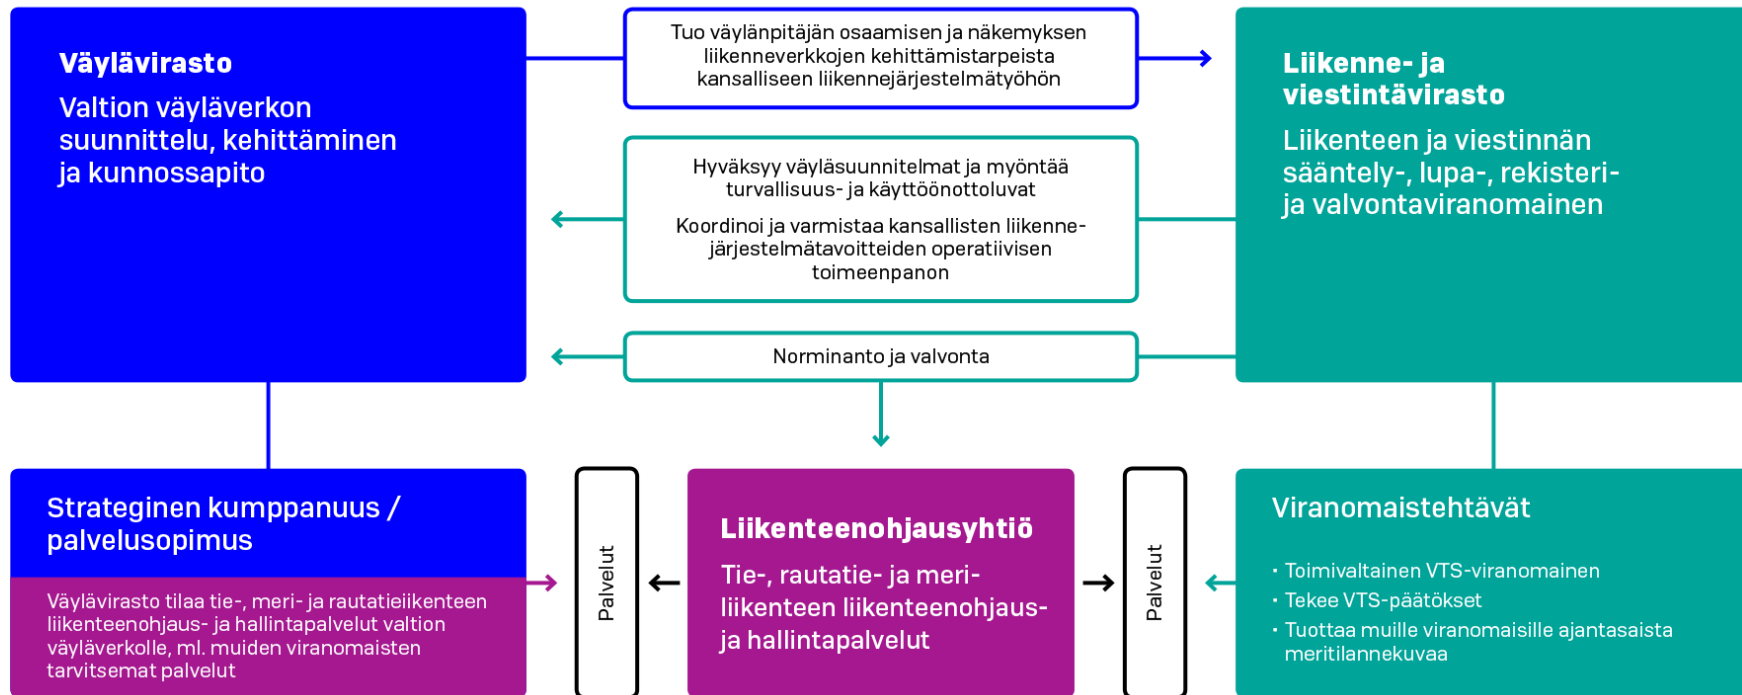 Väylävirasto
Valtion väyläverkon
suunnittelu, kehittäminen
ja kunnossapito
Tuo väylänpitäjän osaamisen ja näkemyksen
liikenneverkkojen kehittämistarpeista
kansalliseen liikennejärjestelmätyöhön
Hyväksyy väyläsuunnitelmat ja myöntää
turvallisuus- ja käyttöönottoluvat
Koordinoi ja varmistaa kansallisten liikenne-
järjestelmätavoitteiden operatiivisen
toimeenpanon
Norminanto ja valvonta
Liikenne- ja
viestintävirasto
Liikenteen ja viestinnän
sääntely-, lupa-, rekisteri-
ja valvontaviranomainen
Strateginen kumppanuus /
palvelusopimus
Väylävirasto tilaa tie-, meri- ja rautatieiikenteen
liikenteenohjaus- ja hallintapalvelut valtion
väyläverkolle, ml. muiden viranomaisten
tarvitsemat palvelut
Palvelut
Liikenteenohjausyhtiö
Tie-, rautatie- ja meri-
liikenteen liikenteenohjaus-
ja hallintapalvelut
Palvelut
Viranomaistehtävät
· Toimivaltainen VTS-viranomainen
· Tekee VTS-päätökset
· Tuottaa muille viranomaisille ajantasaista
meritilannekuvaa